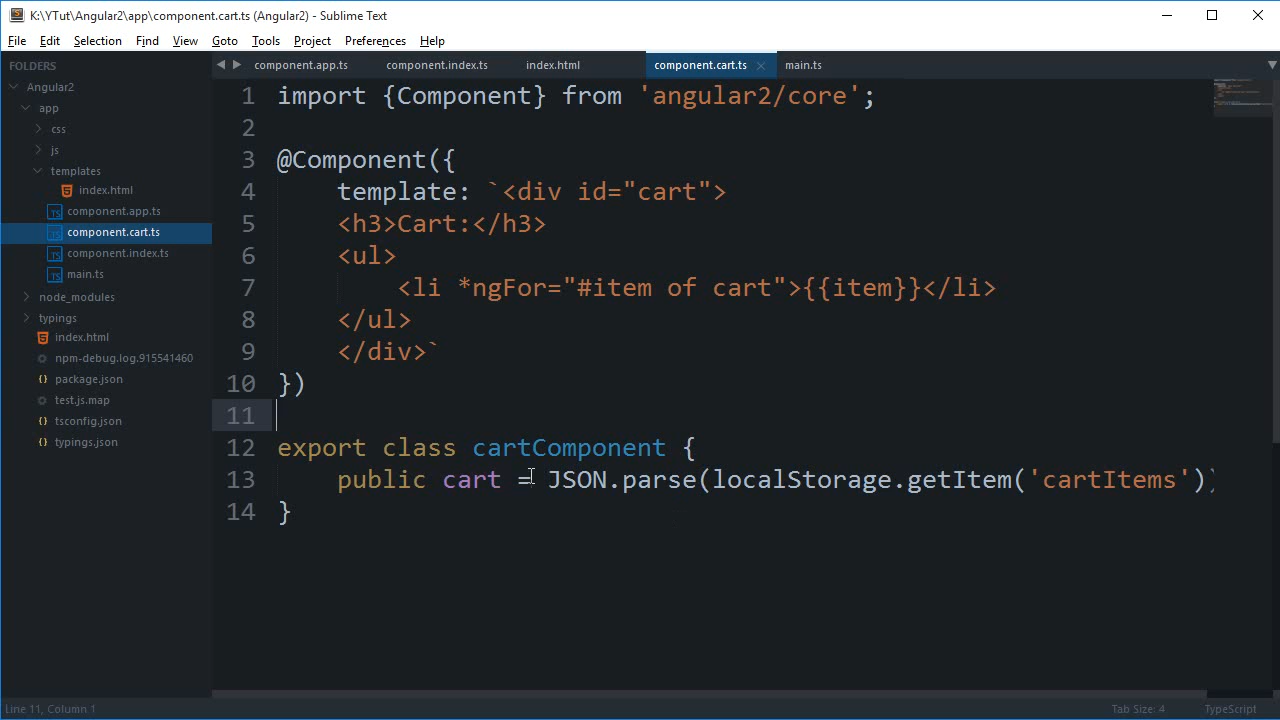 K:\YTut\Angular2\app\component.cart.ts (Angular2) - Sublime Text
File Edit Selection Find View Goto Tools Project Preferences Help
FOLDERS
Angular2
app
css
js
templates
index.html
component.app.ts
component.cart.ts
component.index.ts
main.ts
node_modules
typings
index.html
npm-debug.log.915541460
package.json
test.js.map
tsconfig.json
typings.json
component.app.ts component.index.ts index.html component.cart.ts main.ts
1 import {Component} from 'angular2/core';
2
3 @Component({
4 template: `<div id="cart">
5 <h3>Cart:</h3>
6 <ul>
7 <li *ngFor="#item of cart">{{item}}</li>
8 </ul>
9 </div>`
10 })
11
12 export class cartComponent {
13 public cart = JSON.parse(localStorage.getItem('cartItems'))
14 }
Line 11, Column 1
Tab Size: 4 TypeScript